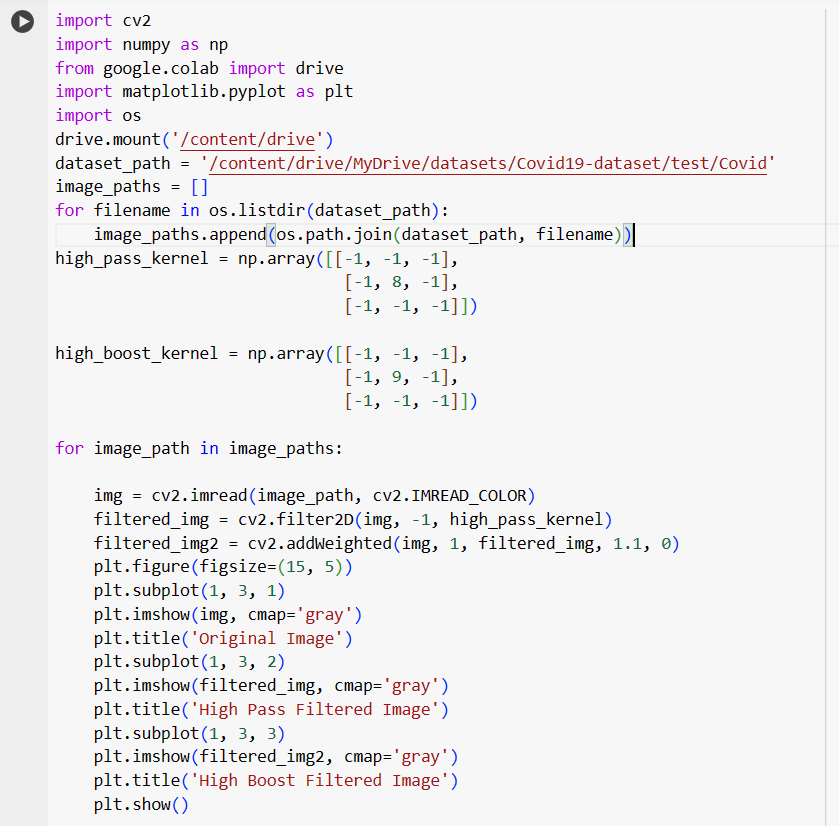 import cv2
import numpy as np
from google.colab import drive
import matplotlib.pyplot as plt
import os
drive.mount('/content/drive')
dataset_path = '/content/drive/MyDrive/datasets/Covid19-dataset/test/Covid'
image_paths = []
for filename in os.listdir(dataset_path):
    image_paths.append(os.path.join(dataset_path, filename))
high_pass_kernel = np.array([[-1, -1, -1],
                              [-1, 8, -1],
                              [-1, -1, -1]])

high_boost_kernel = np.array([[-1, -1, -1],
                              [-1, 9, -1],
                              [-1, -1, -1]])

for image_path in image_paths:

    img = cv2.imread(image_path, cv2.IMREAD_COLOR)
    filtered_img = cv2.filter2D(img, -1, high_pass_kernel)
    filtered_img2 = cv2.addWeighted(img, 1, filtered_img, 1.1, 0)
    plt.figure(figsize=(15, 5))
    plt.subplot(1, 3, 1)
    plt.imshow(img, cmap='gray')
    plt.title('Original Image')
    plt.subplot(1, 3, 2)
    plt.imshow(filtered_img, cmap='gray')
    plt.title('High Pass Filtered Image')
    plt.subplot(1, 3, 3)
    plt.imshow(filtered_img2, cmap='gray')
    plt.title('High Boost Filtered Image')
    plt.show()